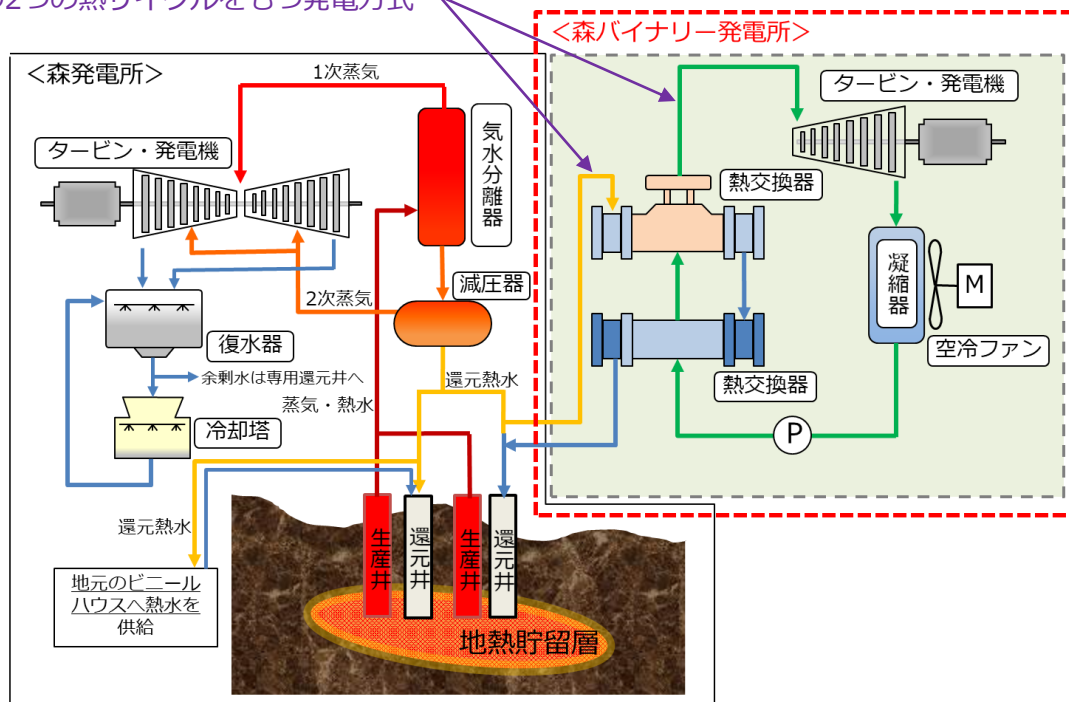 の2つの熱サイクルをもつ発電方式
＜森バイナリー発電所＞
＜森発電所＞
1次蒸気
タービン・発電機
気水分離器
タービン・発電機
熱交換器
減圧器
2次蒸気
凝縮器
M
復水器
空冷ファン
余剰水は専用還元井へ
還元熱水
熱交換器
蒸気・熱水
冷却塔
P
還元熱水
生産井
還元井
生産井
還元井
地元のビニール
ハウスへ熱水を
供給
地熱貯留層